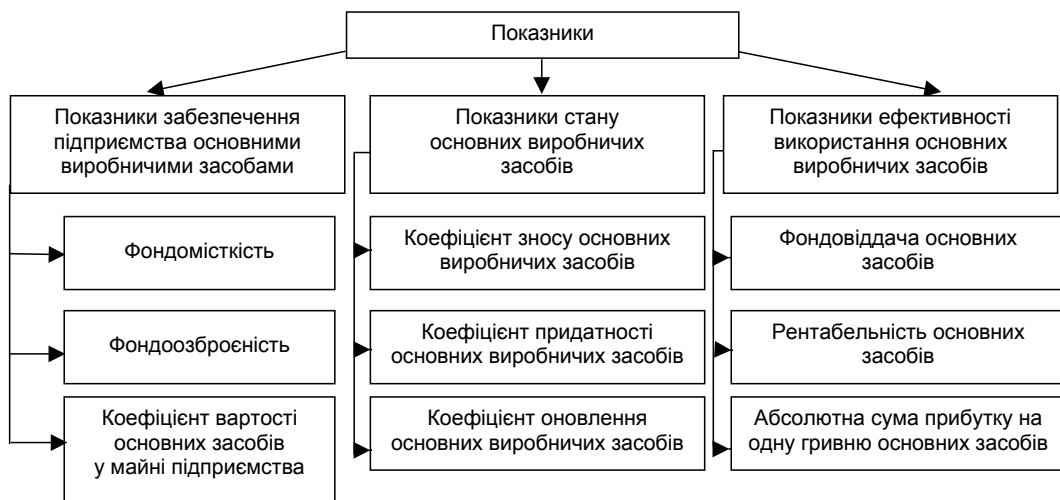 Показники
Показники забезпечення
підприємства основними
виробничими засобами
Показники стану
основних виробничих
засобів
Показники ефективності
використання основних
виробничих засобів
Фондомісткість
Коефіцієнт зносу основних
виробничих засобів
Фондовіддача основних
засобів
Фондоозброєність
Коефіцієнт придатності
основних виробничих засобів
Рентабельність основних
засобів
Коефіцієнт вартості
основних засобів
у майні підприємства
Коефіцієнт оновлення
основних виробничих засобів
Абсолютна сума прибутку на
одну гривню основних засобів